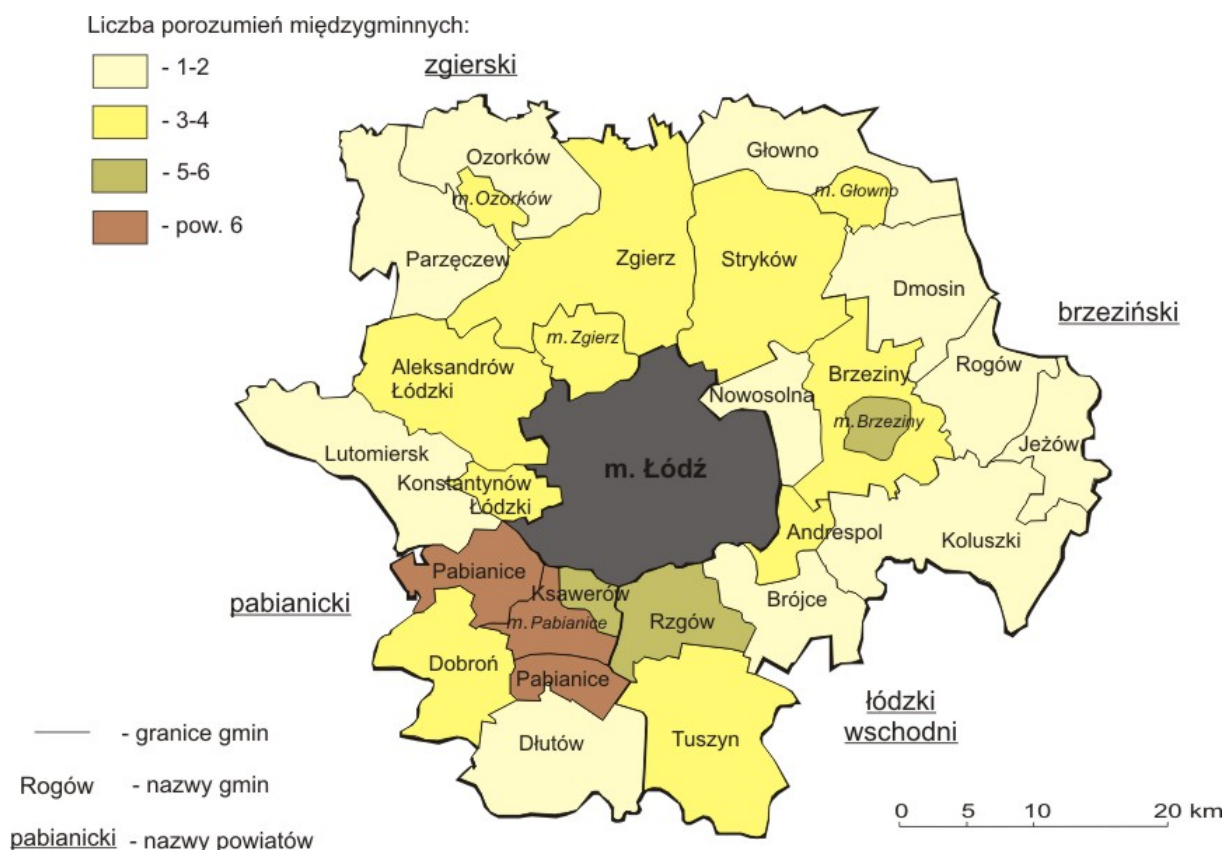 Liczba porozumień międzygminnych:
- 1-2
- 3-4
- 5-6
- pow. 6
zgierski
Ozorków
m. Ozorków
Głowno
m. Głowno
Parzęczew
Zgierz
Stryków
Dmosin
brzeziński
m. Zgierz
Aleksandrów
Łódzki
Brzeziny
Rogów
Nowosolna
m. Brzeziny
Jeżów
Lutomiersk
m. Łódź
Konstantynów
Łódzki
Andrespol
Koluszki
Pabianice
Ksawerów
Brójce
pabianicki
m. Pabianice
Rzgów
Dobroń
Pabianice
łódzki
wschodni
Dłutów
Tuszyn
- granice gmin
Rogów - nazwy gmin
pabianicki - nazwy powiatów
0 5 10 20 km